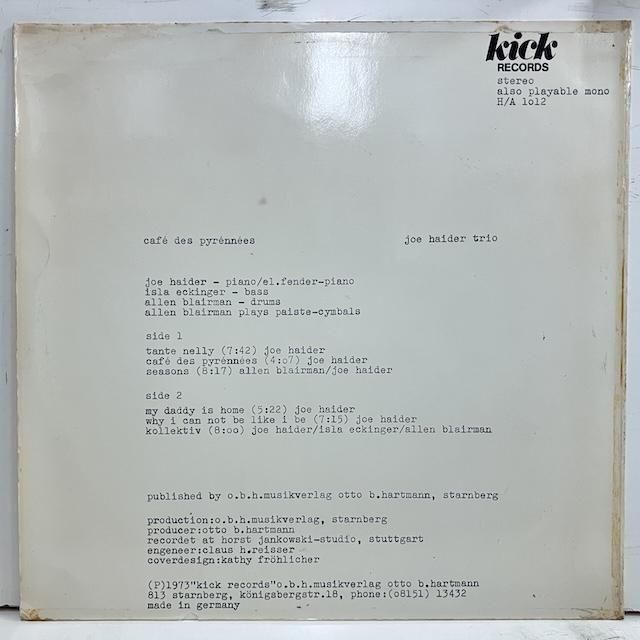 kick
RECORDS
stereo
also playable mono
H/A lol2
café des pyrénnées joe haider trio
joe haider - piano/el.fender-piano
isla eckinger - bass
allen blairman - drums
allen blairman plays paiste-cymbals
side l
tante nelly (7:42) joe haider
café des pyrénnées (4:o7) joe haider
seasons (8:17) allen blairman/joe haider
side 2
my daddy is home (5:22) joe haider
why i can not be like i be (7:15) joe haider
kollektiv (8:oo) joe haider/isla eckinger/allen blairman
published by o.b.h.musikverlag otto b.hartmann, starnberg
production:o.b.h.musikverlag, starnberg
producer:otto b.hartmann
recordet at horst jankowski-studio, stuttgart
engeneer:claus h.reisser
coverdesign:kathy fröhlicher
(P)1973"kick records"o.b.h.musikverlag otto b.hartmann
813 starnberg, königsbergstr.18, phone:(o8151) 13432
made in germany